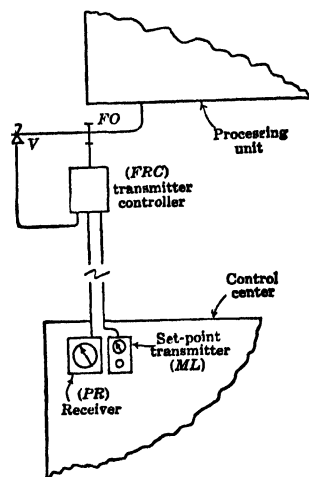 FO
Processing
unit
V
(FRC)
transmitter
controller
Control
center
Set-point
transmitter
(ML)
(PR)
Receiver